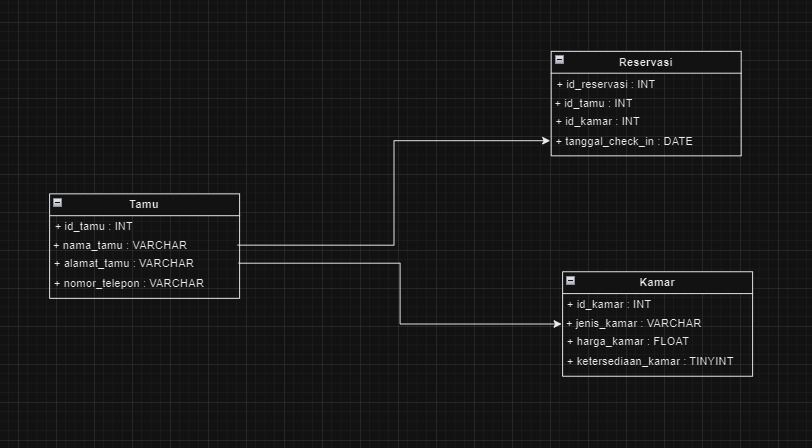 Reservasi
+ id_reservasi : INT
+ id_tamu : INT
+ id_kamar : INT
+ tanggal_check_in : DATE
Tamu
+ id_tamu : INT
+ nama_tamu : VARCHAR
+ alamat_tamu : VARCHAR
+ nomor_telepon : VARCHAR
Kamar
+ id_kamar : INT
+ jenis_kamar : VARCHAR
+ harga_kamar : FLOAT
+ ketersediaan_kamar : TINYINT